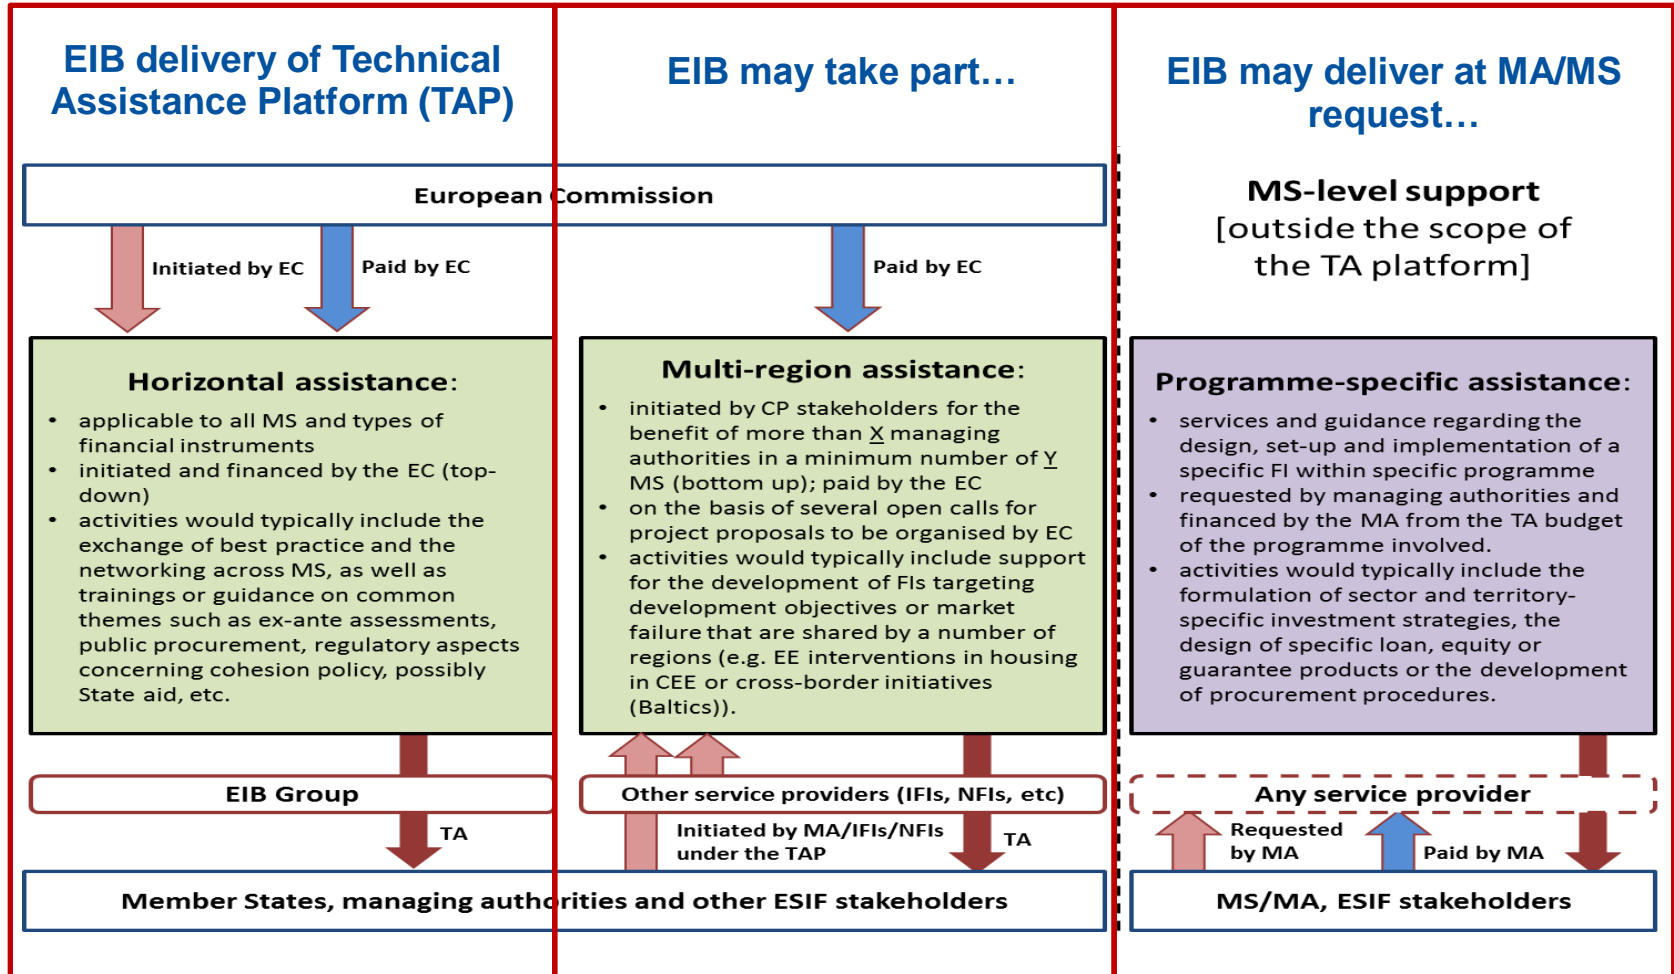 EIB delivery of Technical
Assistance Platform (TAP)
EIB may take part…
EIB may deliver at MA/MS
request…
European Commission
MS-level support
[outside the scope of
the TA platform]
Initiated by EC
Paid by EC
Paid by EC
Horizontal assistance:
• applicable to all MS and types of
financial instruments
• initiated and financed by the EC (top-
down)
• activities would typically include the
exchange of best practice and the
networking across MS, as well as
trainings or guidance on common
themes such as ex-ante assessments,
public procurement, regulatory aspects
concerning cohesion policy, possibly
State aid, etc.
Multi-region assistance:
• initiated by CP stakeholders for the
benefit of more than X managing
authorities in a minimum number of Y
MS (bottom up); paid by the EC
• on the basis of several open calls for
project proposals to be organised by EC
• activities would typically include support
for the development of FIs targeting
development objectives or market
failure that are shared by a number of
regions (e.g. EE interventions in housing
in CEE or cross-border initiatives
(Baltics)).
Programme-specific assistance:
• services and guidance regarding the
design, set-up and implementation of a
specific FI within specific programme
• requested by managing authorities and
financed by the MA from the TA budget
of the programme involved.
• activities would typically include the
formulation of sector and territory-
specific investment strategies, the
design of specific loan, equity or
guarantee products or the development
of procurement procedures.
EIB Group
Other service providers (IFIs, NFIs, etc)
Any service provider
TA
Initiated by MA/IFIs/NFIs
under the TAP
TA
Requested
by MA
Paid by MA
Member States, managing authorities and other ESIF stakeholders
MS/MA, ESIF stakeholders